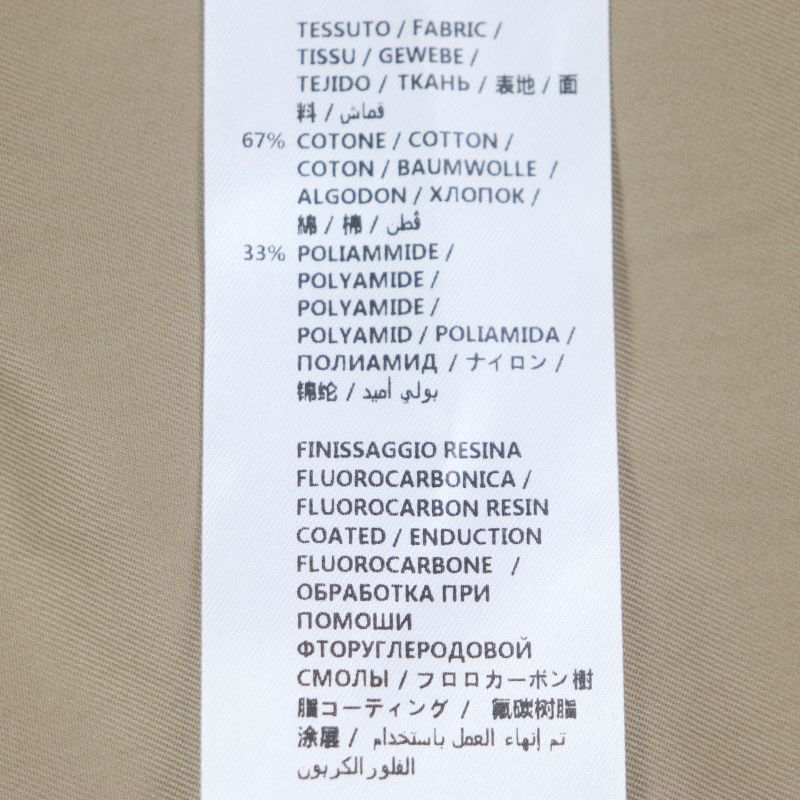 TESSUTO / FABRIC /
TISSU / GEWEBE /
TEJIDO / ТКАНЬ / 表地 / 面
料 / قماش
67% COTONE / COTTON /
COTON / BAUMWOLLE /
ALGODON / ХЛОПОК /
綿 / 棉 / قطن
33% POLIAMMIDE /
POLYAMIDE /
POLYAMIDE /
POLYAMID / POLIAMIDA /
ПОЛИАМИД / ナイロン /
锦纶 / بولي أميد
FINISSAGGIO RESINA
FLUOROCARBONICA /
FLUOROCARBON RESIN
COATED / ENDUCTION
FLUOROCARBONE /
ОБРАБОТКА ПРИ
ПОМОШИ
ФТОРУГЛЕРОДОВОЙ
СМОЛЫ / フロロカーボン樹
脂コーティング / 氟碳树脂
涂层 / تم إنهاء العمل باستخدام
الفلور الكربون